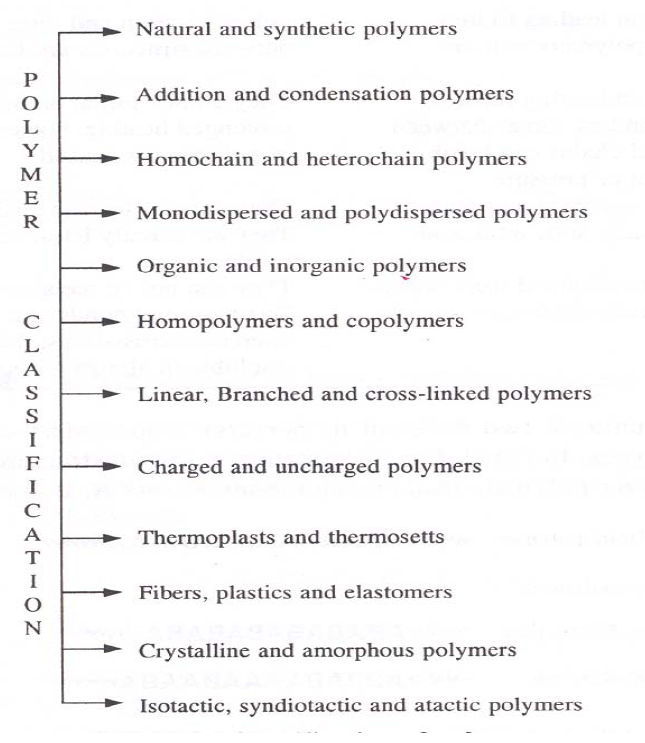 POLYMER CLASSIFICATION
Natural and synthetic polymers
Addition and condensation polymers
Homochain and heterochain polymers
Monodispersed and polydispersed polymers
Organic and inorganic polymers
Homopolymers and copolymers
Linear, Branched and cross-linked polymers
Charged and uncharged polymers
Thermoplasts and thermosetts
Fibers, plastics and elastomers
Crystalline and amorphous polymers
Isotactic, syndiotactic and atactic polymers